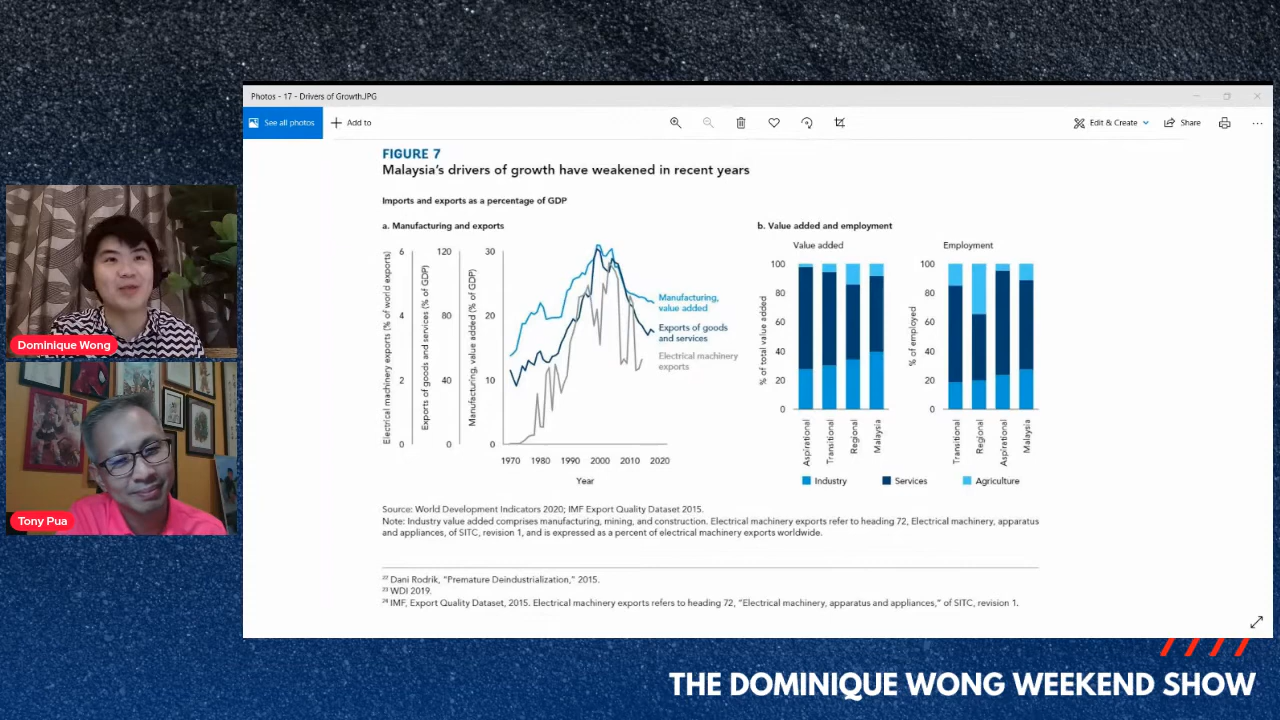 Photos - 17 - Drivers of Growth.JPG
See all photos
Add to
Edit & Create
Share
FIGURE 7
Malaysia's drivers of growth have weakened in recent years
Imports and exports as a percentage of GDP
a. Manufacturing and exports
Electrical machinery exports (% of world exports)
6
4
2
0
Exports of goods and services (% of GDP)
120
80
40
0
Manufacturing, value added (% of GDP)
30
20
10
0
1970 1980 1990 2000 2010 2020
Year
Manufacturing,
value added
Exports of goods
and services
Electrical machinery
exports
b. Value added and employment
Value added
% of total value added
100
80
60
40
20
0
Aspirational
Transitional
Regional
Malaysia
Employment
% of employed
100
80
60
40
20
0
Transitional
Regional
Aspirational
Malaysia
Industry
Services
Agriculture
Source: World Development Indicators 2020; IMF Export Quality Dataset 2015.
Note: Industry value added comprises manufacturing, mining, and construction. Electrical machinery exports refer to heading 72, Electrical machinery, apparatus
and appliances, of SITC, revision 1, and is expressed as a percent of electrical machinery exports worldwide.
22 Dani Rodrik, "Premature Deindustrialization," 2015.
23 WDI 2019.
24 IMF, Export Quality Dataset, 2015. Electrical machinery exports refers to heading 72, "Electrical machinery, apparatus and appliances," of SITC, revision 1.
Dominique Wong
Tony Pua
THE DOMINIQUE WONG WEEKEND SHOW